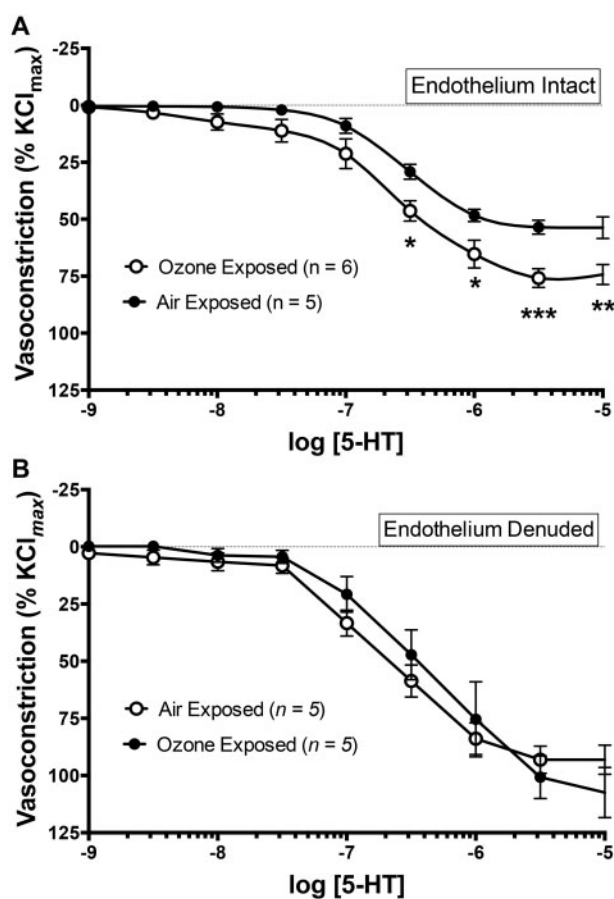 A
Vasoconstriction (% KCl_max)
-25
0
25
50
75
100
125
Endothelium Intact
Ozone Exposed (n = 6)
Air Exposed (n = 5)
*
*
***
**
-9
-8
-7
-6
-5
log [5-HT]
B
Vasoconstriction (% KCl_max)
-25
0
25
50
75
100
125
Endothelium Denuded
Air Exposed (n = 5)
Ozone Exposed (n = 5)
-9
-8
-7
-6
-5
log [5-HT]